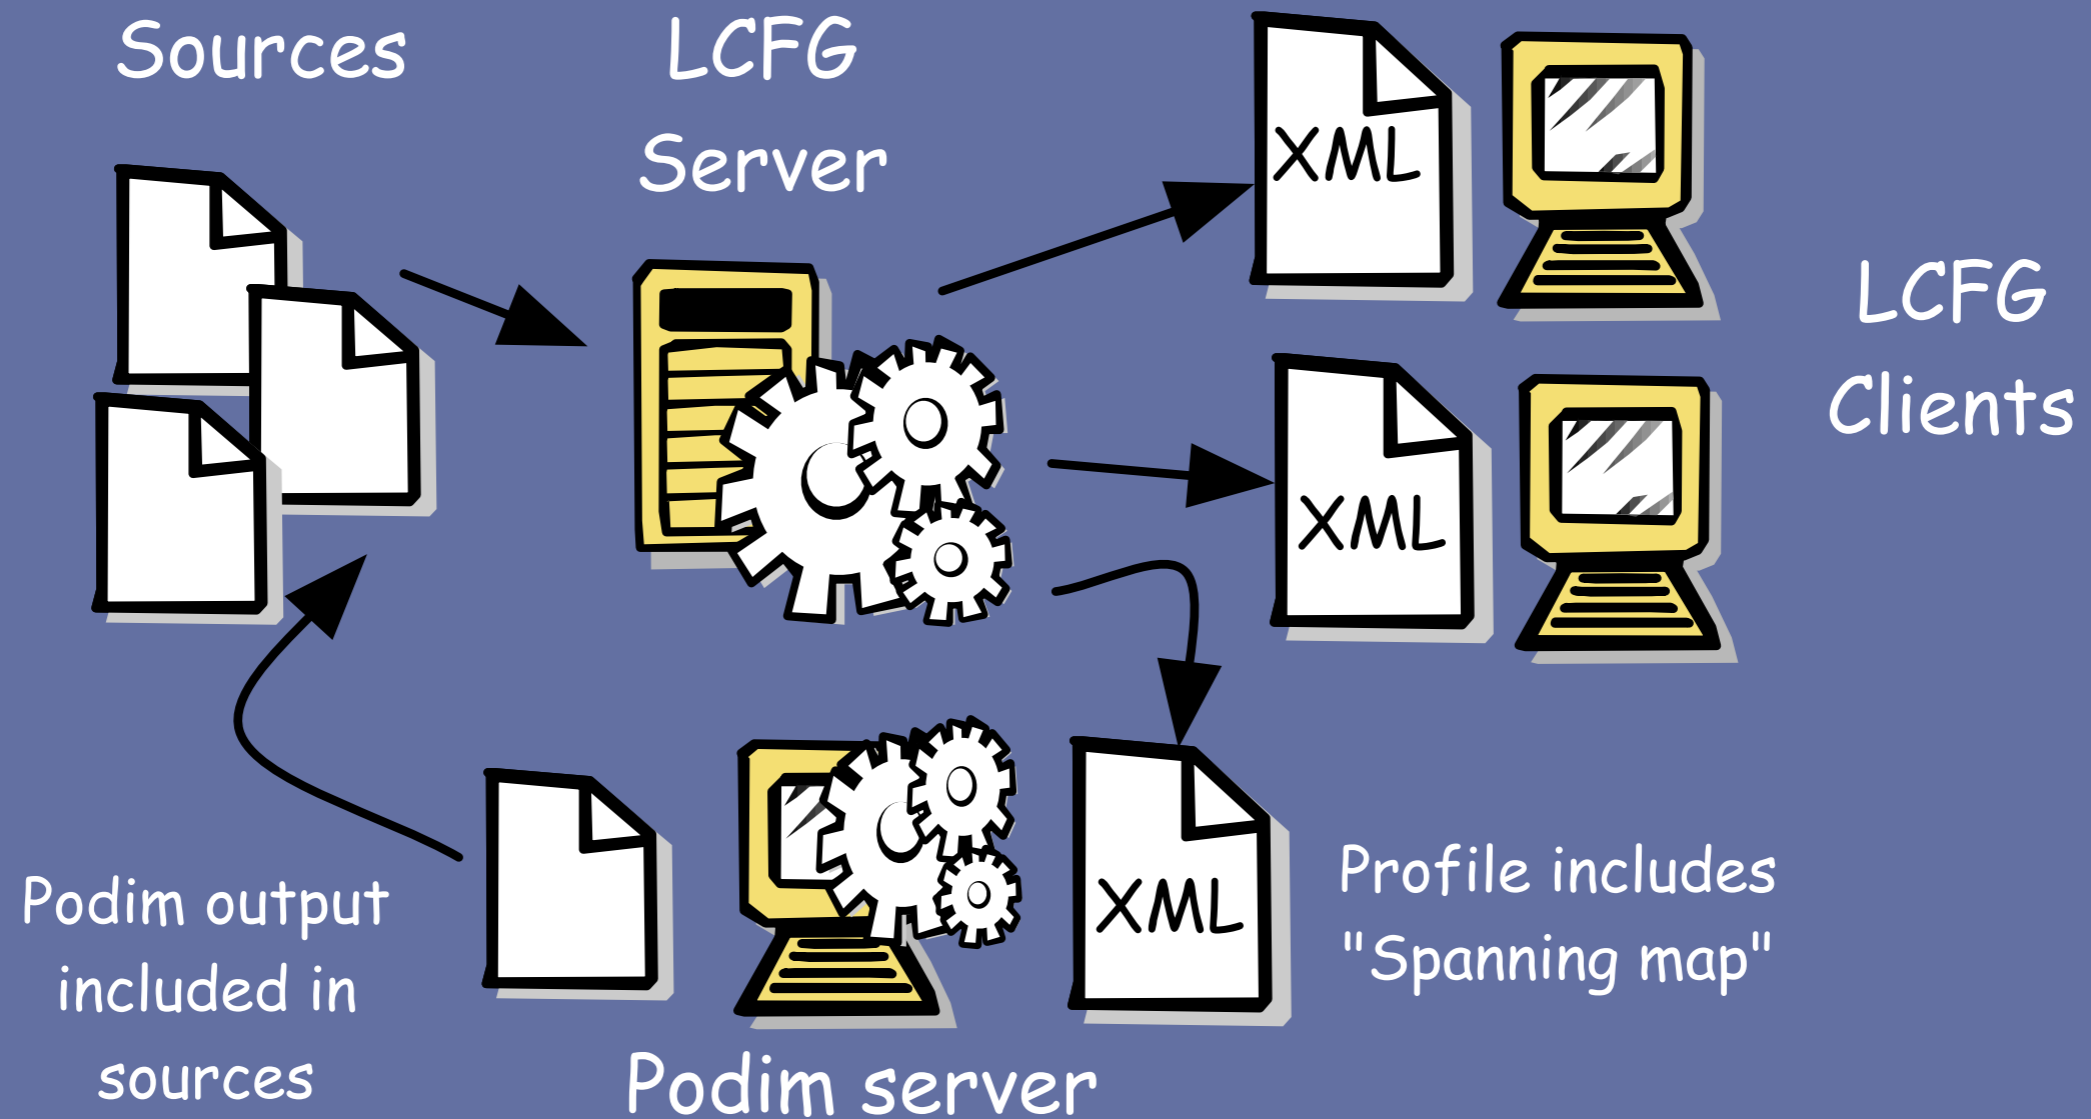 Sources
LCFG
Server
XML
LCFG
Clients
XML
XML
Profile includes
"Spanning map"
Podim output
included in
sources
Podim server